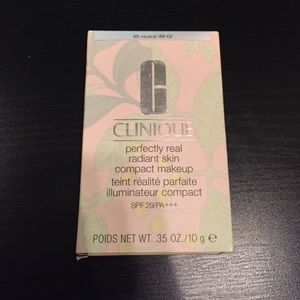 05 neutral (M-G)
CLINIQUE
perfectly real
radiant skin
compact makeup
teint réalité parfaite
illuminateur compact
SPF 29/PA+++
POIDS NET WT. .35 OZ./10 g ℮